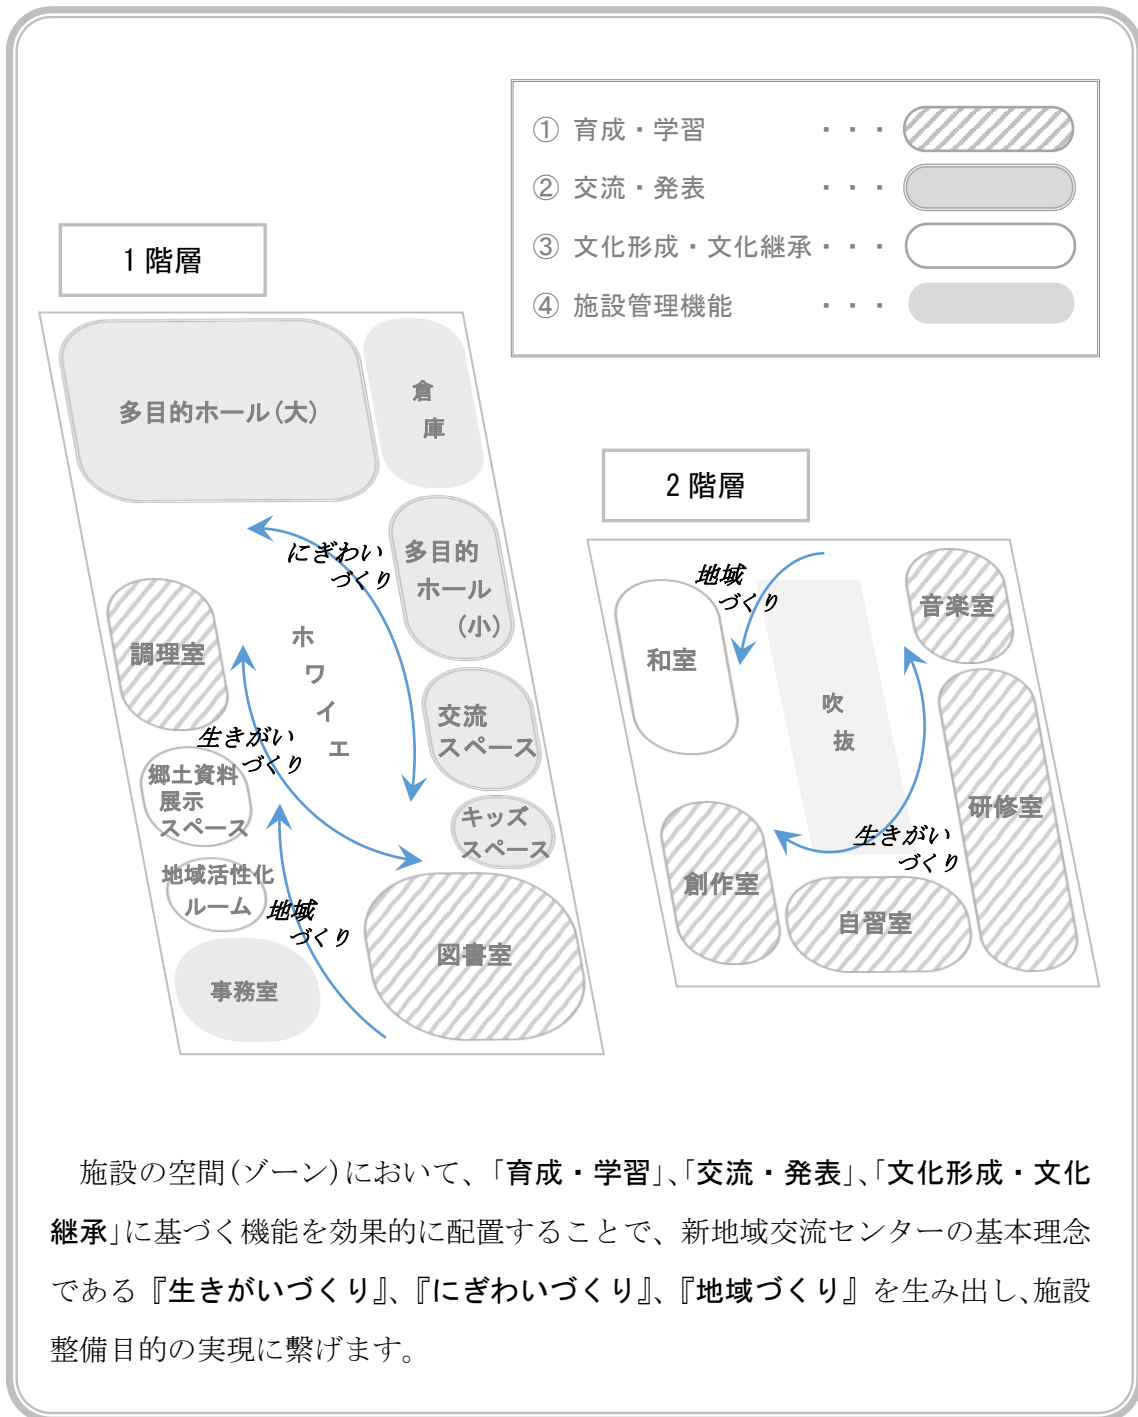 ① 育成・学習 ・・・
② 交流・発表 ・・・
③ 文化形成・文化継承・・・
④ 施設管理機能 ・・・
1階層
多目的ホール(大)
倉
庫
にぎわい
づくり
多目的
ホール
(小)
ホ
ワ
イ
エ
調理室
生きがい
づくり
交流
スペース
郷土資料
展示
スペース
キッズ
スペース
地域活性化
ルーム
地域
づくり
図書室
事務室
2階層
地域
づくり
音楽室
和室
吹
抜
研修室
生きがい
づくり
創作室
自習室
施設の空間(ゾーン)において、「育成・学習」、「交流・発表」、「文化形成・文化
継承」に基づく機能を効果的に配置することで、新地域交流センターの基本理念
である『生きがいづくり』、『にぎわいづくり』、『地域づくり』を生み出し、施設
整備目的の実現に繋げます。